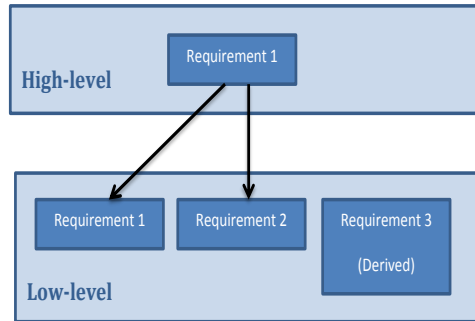 Requirement 1
High-level
Requirement 1
Requirement 2
Requirement 3
(Derived)
Low-level